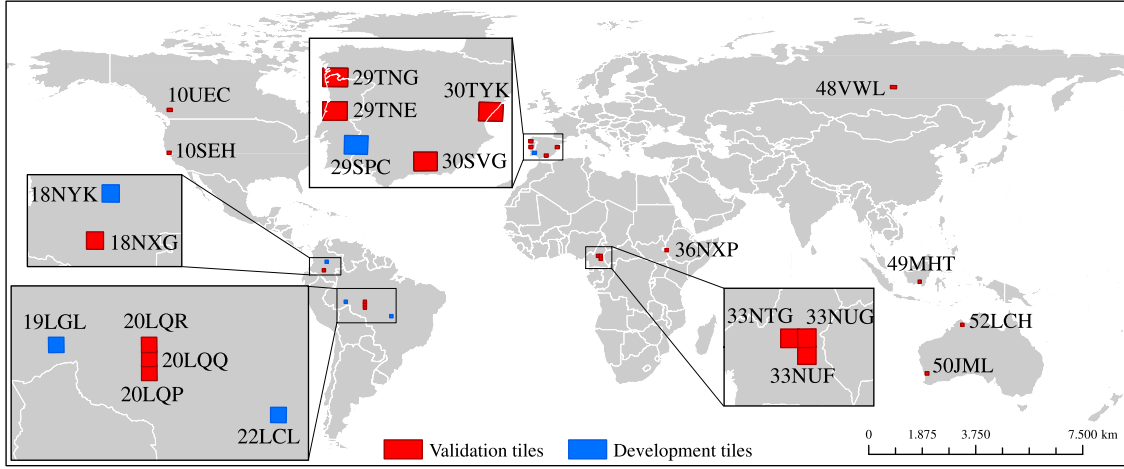 10UEC
10SEH
29TNG
29TNE
30TYK
29SPC
30SVG
48VWL
18NYK
18NXG
36NXP
49MHT
52LCH
50JML
19LGL
20LQR
20LQQ
20LQP
22LCL
33NTG
33NUG
33NUF
Validation tiles
Development tiles
0 1.875 3.750 7.500 km